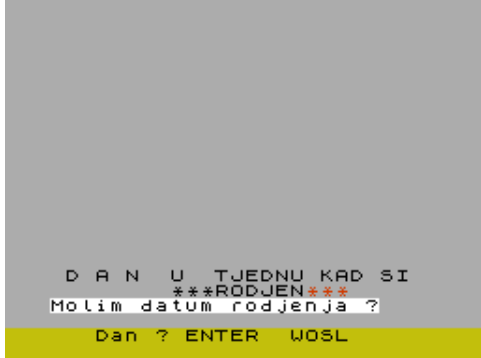 D A N U TJEDNU KAD SI
***RODJEN***
Molim datum rodjenja ?
Dan ? ENTER WOSL